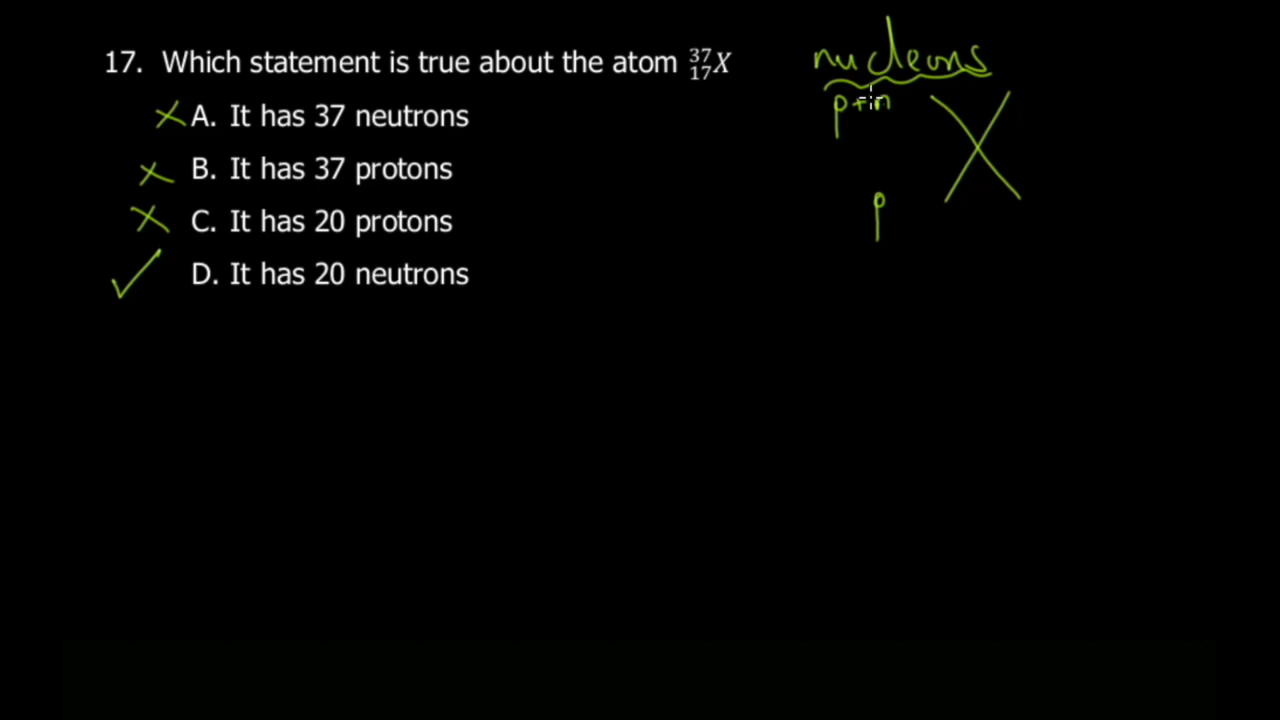 17. Which statement is true about the atom ³⁷₁₇X
A. It has 37 neutrons
B. It has 37 protons
C. It has 20 protons
D. It has 20 neutrons
nucleons
p+n X
p